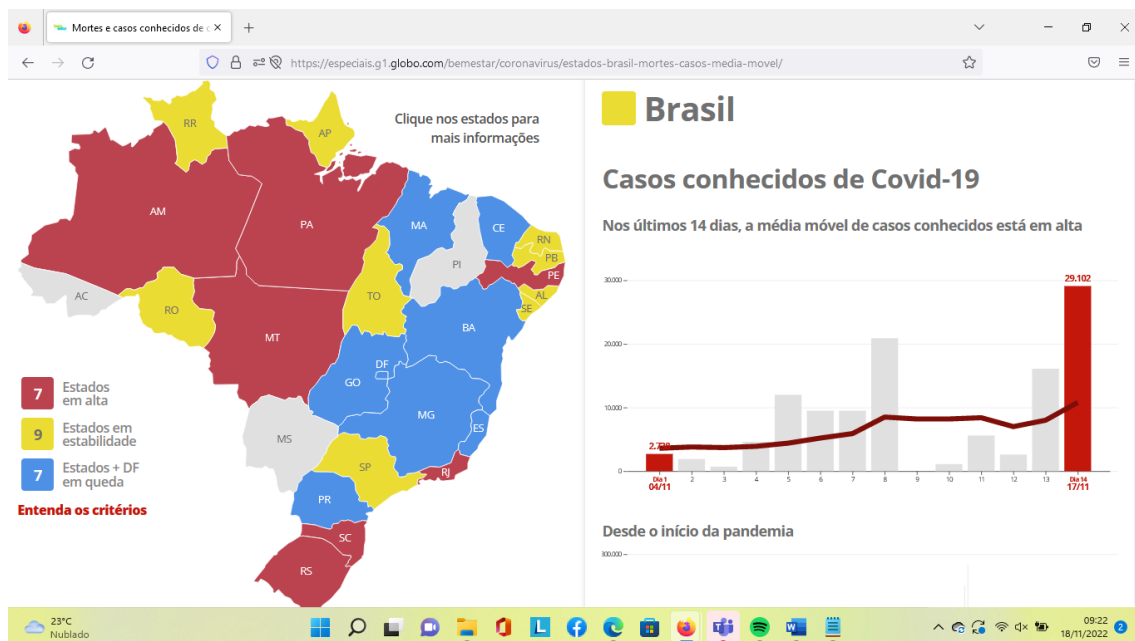 Mortes e casos conhecidos de c
https://especiais.g1.globo.com/bemestar/coronavirus/estados-brasil-mortes-casos-media-movel/
Clique nos estados para
mais informações
RR
AP
AM
PA
MA
CE
RN
PB
PE
PI
AL
SE
AC
RO
TO
BA
MT
DF
GO
MG
ES
MS
SP
RJ
PR
SC
RS
7 Estados
em alta
9 Estados em
estabilidade
7 Estados + DF
em queda
Entenda os critérios
Brasil
Casos conhecidos de Covid-19
Nos últimos 14 dias, a média móvel de casos conhecidos está em alta
30.000
29.102
20.000
10.000
0
Dia 1 2 3 4 5 6 7 8 9 10 11 12 13 Dia 14
04/11 17/11
Desde o início da pandemia
23°C
Nublado
09:22
18/11/2022
2